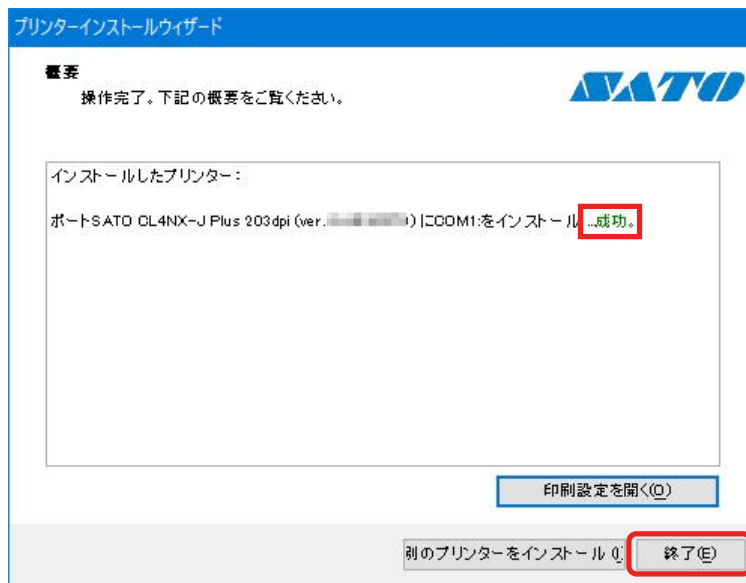 プリンターインストールウィザード
概要
操作完了。下記の概要をご覧ください。
SATO
インストールしたプリンター：
ポートSATO CL4NX-J Plus 203dpi (ver. ) にCOM1:をインストール ...成功。
印刷設定を開く(O)
別のプリンターをインストール (I)
終了(E)